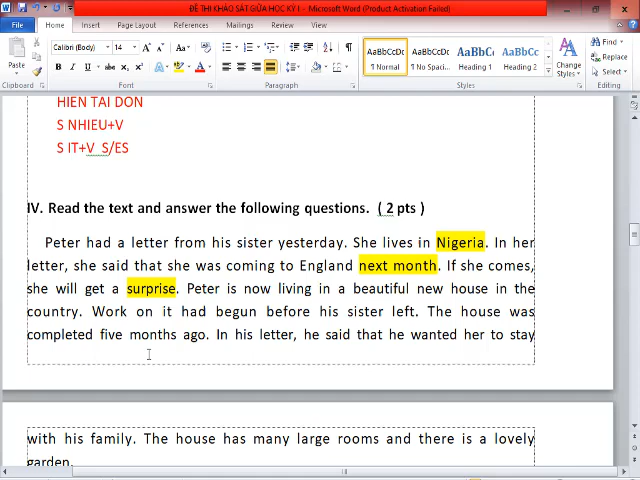 ĐỀ THI KHẢO SÁT GIỮA HỌC KỲ I - Microsoft Word (Product Activation Failed)
File Home Insert Page Layout References Mailings Review View
Calibri (Body) 14 AaBbCcDc AaBbCcDc AaBbC AaBbCc Find
Replace
Paste Normal No Spaci... Heading 1 Heading 2 Change Styles Select
Clipboard Font Paragraph Styles Editing
HIEN TAI DON
S NHIEU+V
S IT+V S/ES
IV. Read the text and answer the following questions. ( 2 pts )
Peter had a letter from his sister yesterday. She lives in Nigeria. In her
letter, she said that she was coming to England next month. If she comes,
she will get a surprise. Peter is now living in a beautiful new house in the
country. Work on it had begun before his sister left. The house was
completed five months ago. In his letter, he said that he wanted her to stay
with his family. The house has many large rooms and there is a lovely
garden.